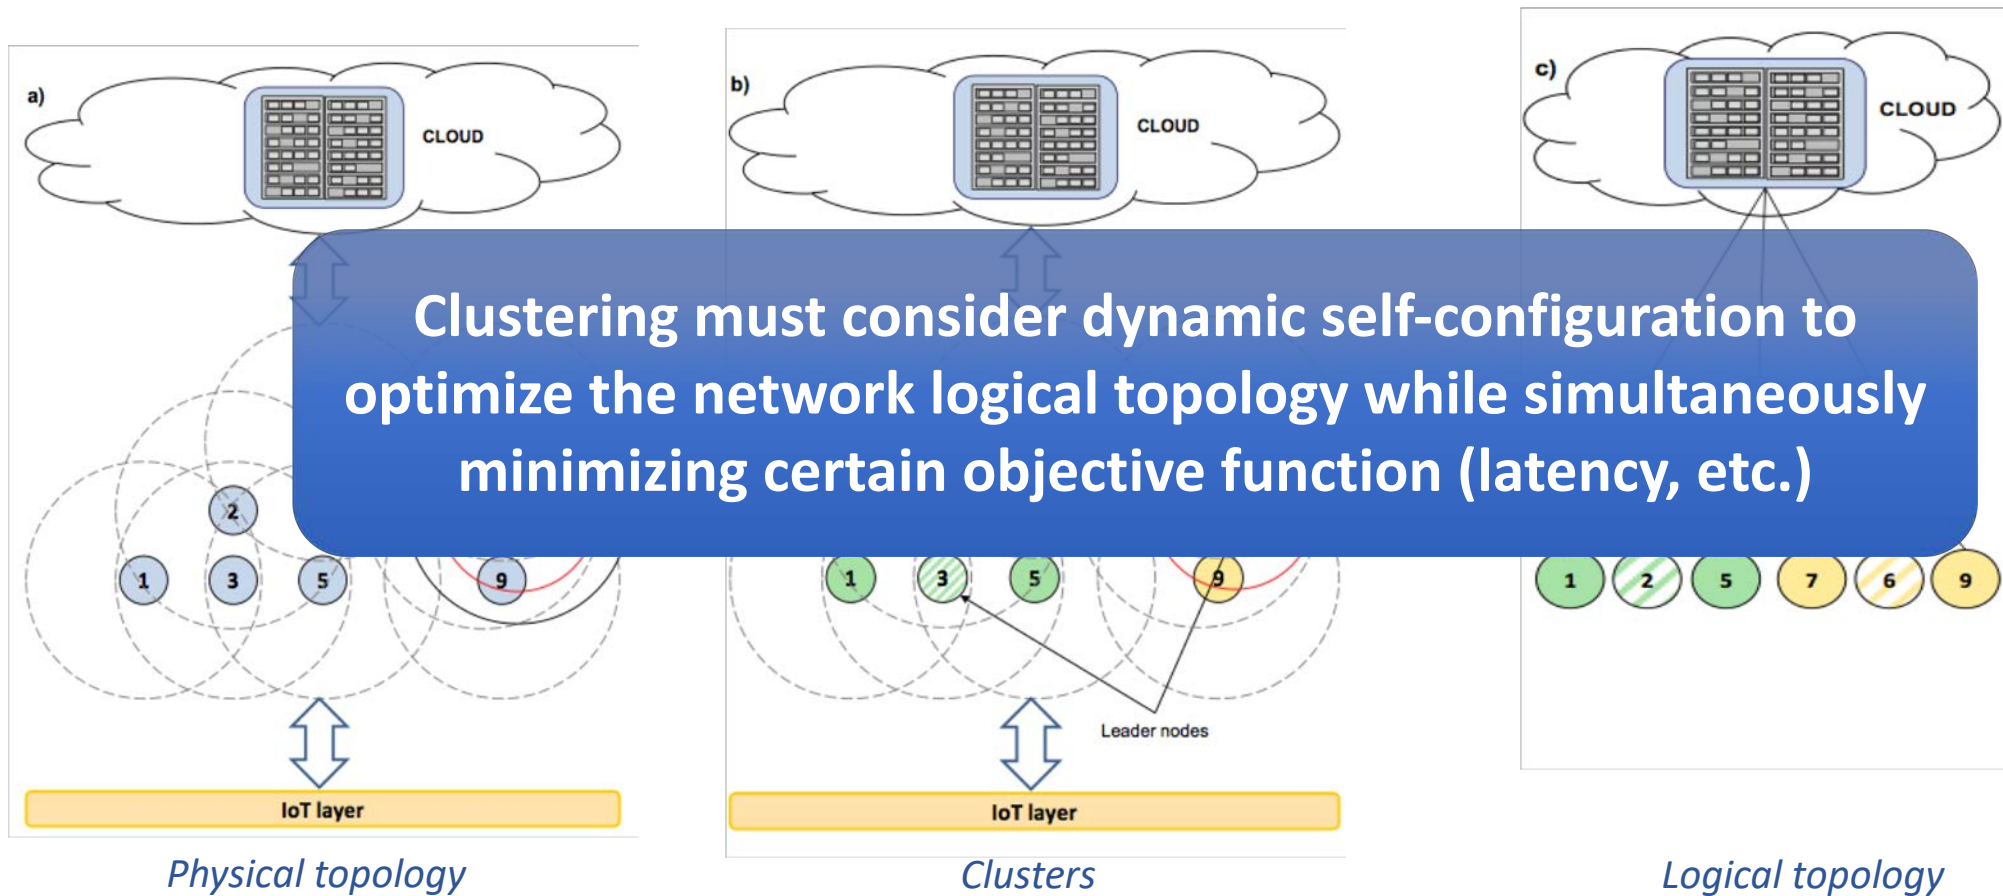 a)
CLOUD
b)
CLOUD
c)
CLOUD
Clustering must consider dynamic self-configuration to
optimize the network logical topology while simultaneously
minimizing certain objective function (latency, etc.)
2
1
3
5
9
1
3
5
9
1
2
5
7
6
9
Leader nodes
IoT layer
IoT layer
Physical topology
Clusters
Logical topology